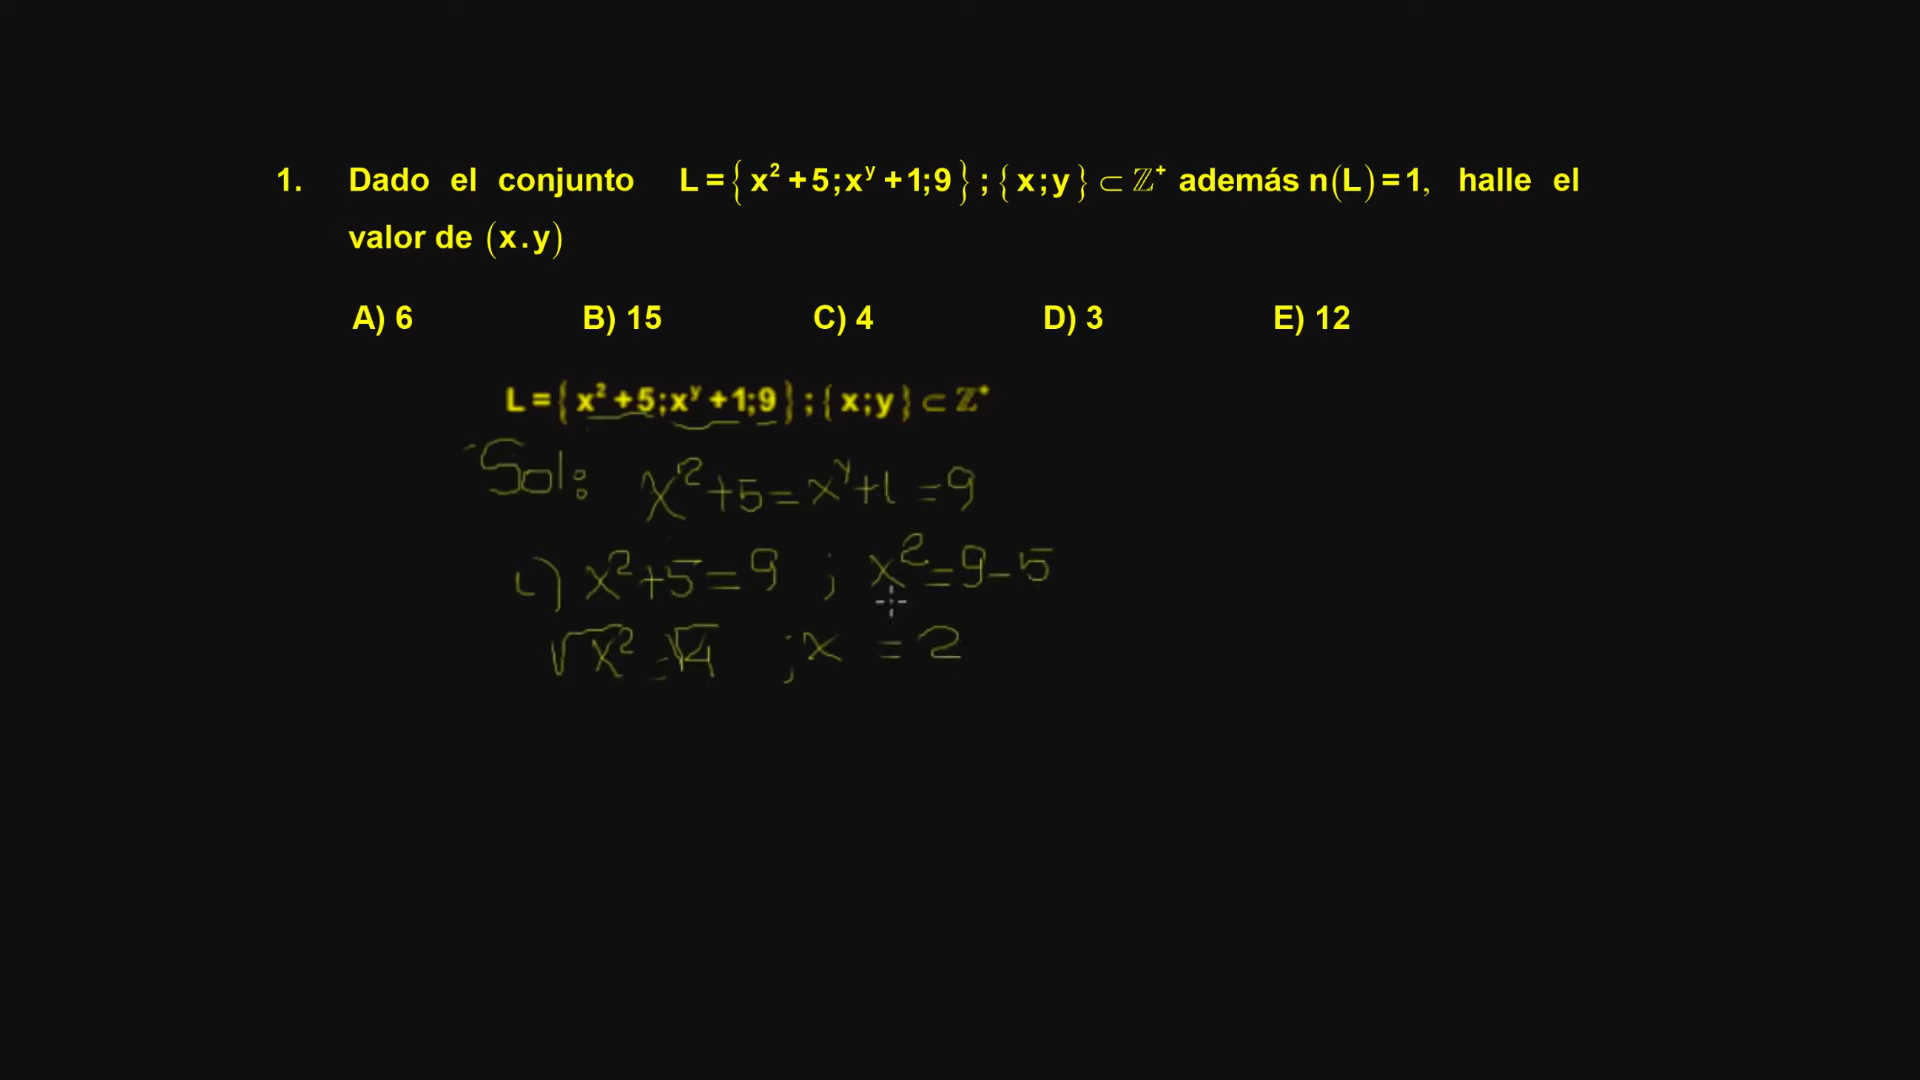 1. Dado el conjunto L={x²+5;xʸ+1;9};{x;y}⊂ℤ⁺ además n(L)=1, halle el
valor de (x.y)
A) 6 B) 15 C) 4 D) 3 E) 12
L={x²+5;xʸ+1;9};{x;y}⊂ℤ⁺
Sol: x²+5=xʸ+1=9
i) x²+5=9 ; x²=9-5
√x²=√4 ; x = 2